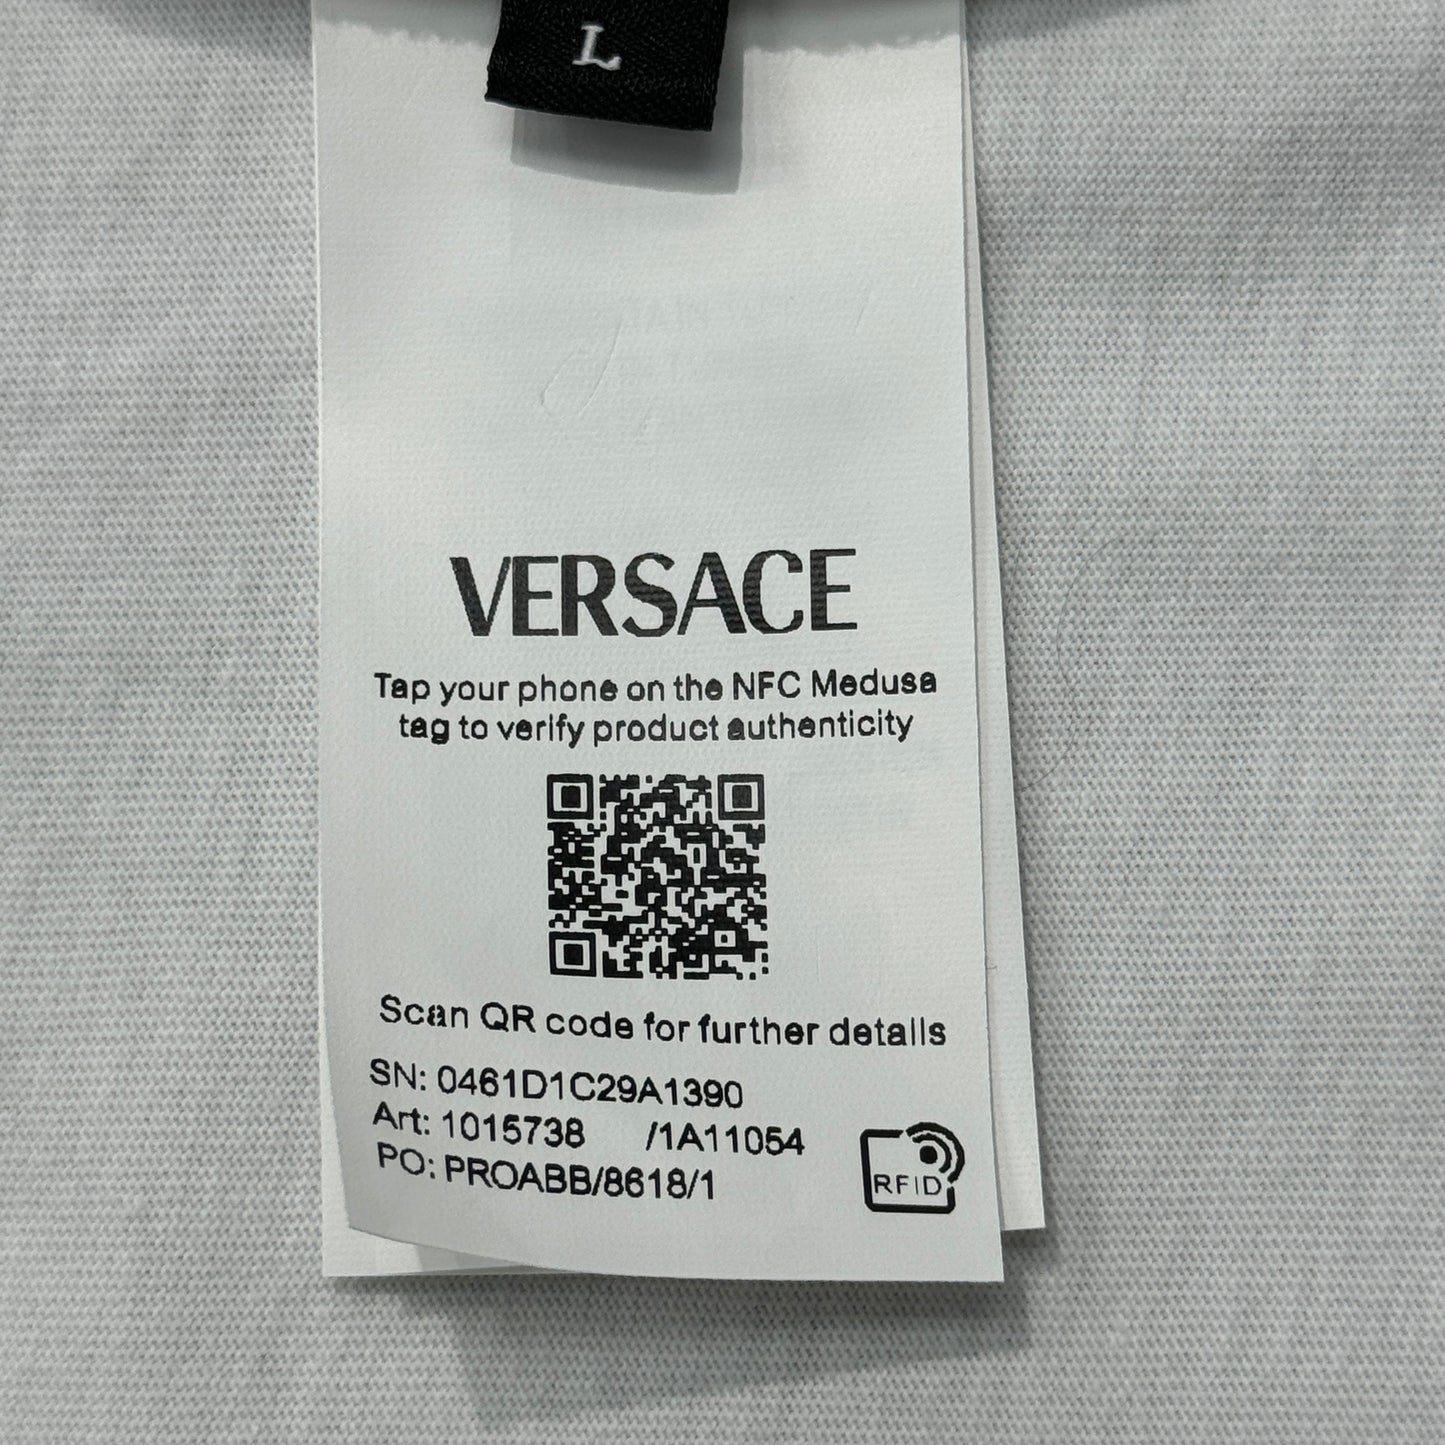 L
VERSACE
Tap your phone on the NFC Medusa
tag to verify product authenticity
Scan QR code for further details
SN: 0461D1C29A1390
Art: 1015738 /1A11054
PO: PROABB/8618/1
RFID